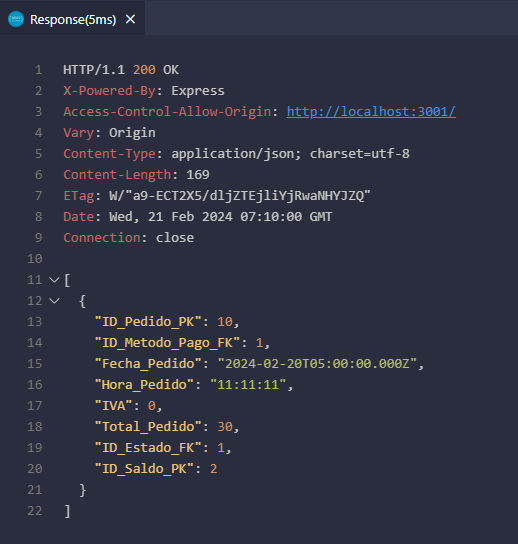 Response(5ms) ×
1 HTTP/1.1 200 OK
2 X-Powered-By: Express
3 Access-Control-Allow-Origin: http://localhost:3001/
4 Vary: Origin
5 Content-Type: application/json; charset=utf-8
6 Content-Length: 169
7 ETag: W/"a9-ECT2X5/dljZTEjliYjRwaNHYJZQ"
8 Date: Wed, 21 Feb 2024 07:10:00 GMT
9 Connection: close
10
11 [
12 {
13 "ID_Pedido_PK": 10,
14 "ID_Metodo_Pago_FK": 1,
15 "Fecha_Pedido": "2024-02-20T05:00:00.000Z",
16 "Hora_Pedido": "11:11:11",
17 "IVA": 0,
18 "Total_Pedido": 30,
19 "ID_Estado_FK": 1,
20 "ID_Saldo_PK": 2
21 }
22 ]